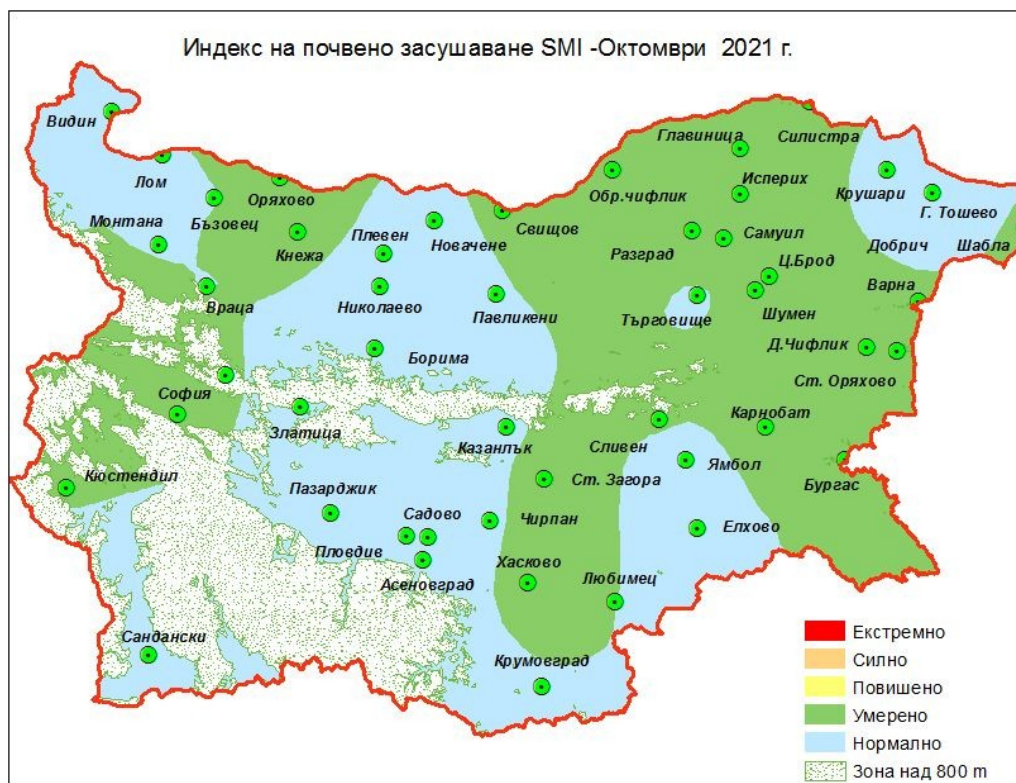 Индекс на почвено засушаване SMI -Октомври 2021 г.
Видин
Главиница
Силистра
Лом
Обр.чифлик
Исперих
Крушари
Оряхово
Г. Тошево
Монтана
Бъзовец
Свищов
Плевен
Новачене
Самуил
Кнежа
Разград
Добрич
Шабла
Ц.Брод
Варна
Враца
Николаево
Павликени
Търговище
Шумен
Борима
Д.Чифлик
Ст. Оряхово
София
Златица
Карнобат
Казанлък
Сливен
Ямбол
Кюстендил
Ст. Загора
Бургас
Пазарджик
Садово
Чирпан
Елхово
Пловдив
Хасково
Асеновград
Любимец
Сандански
Крумовград
Екстремно
Силно
Повишено
Умерено
Нормално
Зона над 800 m